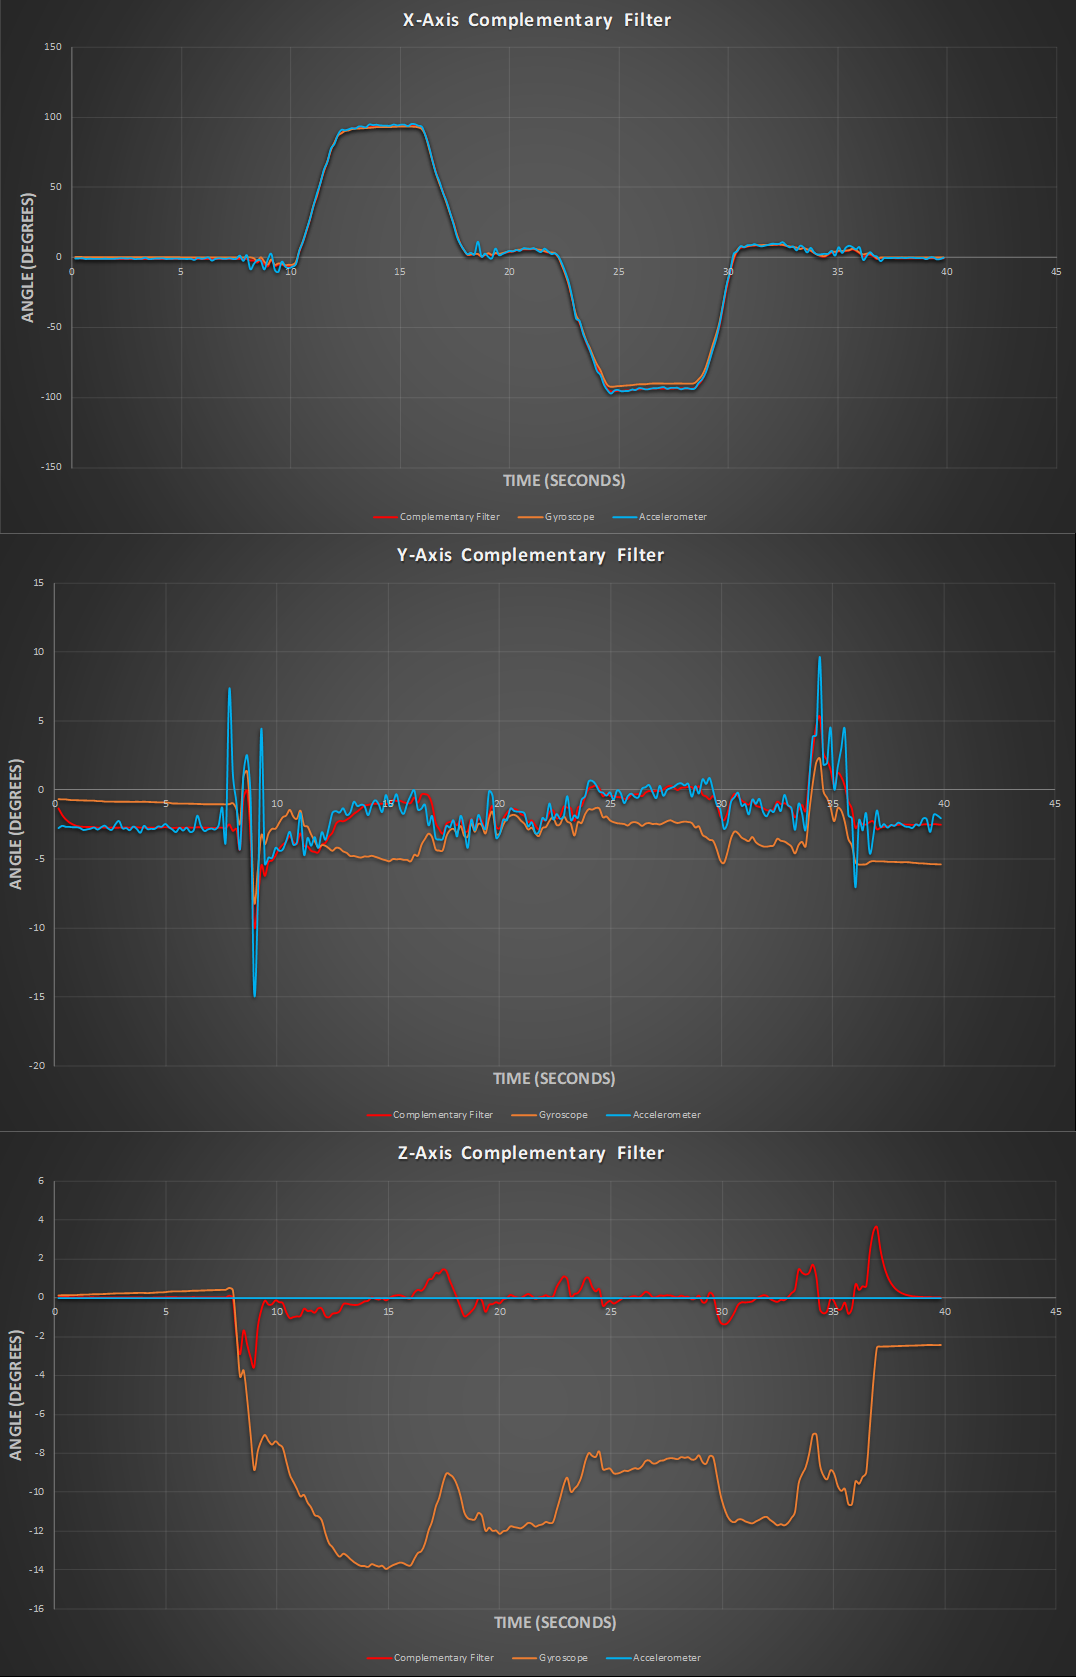 X-Axis Complementary Filter
150
100
50
0
-50
-100
-150
0 5 10 15 20 25 30 35 40 45
ANGLE (DEGREES)
TIME (SECONDS)
Complementary Filter Gyroscope Accelerometer
Y-Axis Complementary Filter
15
10
5
0
-5
-10
-15
-20
0 5 10 15 20 25 30 35 40 45
ANGLE (DEGREES)
TIME (SECONDS)
Complementary Filter Gyroscope Accelerometer
Z-Axis Complementary Filter
6
4
2
0
-2
-4
-6
-8
-10
-12
-14
-16
0 5 10 15 20 25 30 35 40 45
ANGLE (DEGREES)
TIME (SECONDS)
Complementary Filter Gyroscope Accelerometer